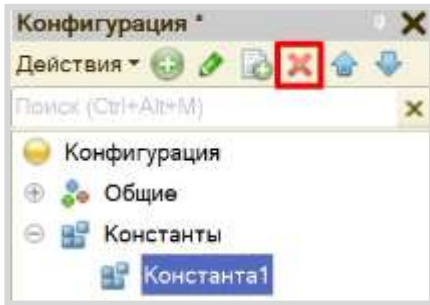 Конфигурация *
Действия
Поиск (Ctrl+Alt+M)
Конфигурация
Общие
Константы
Константа1